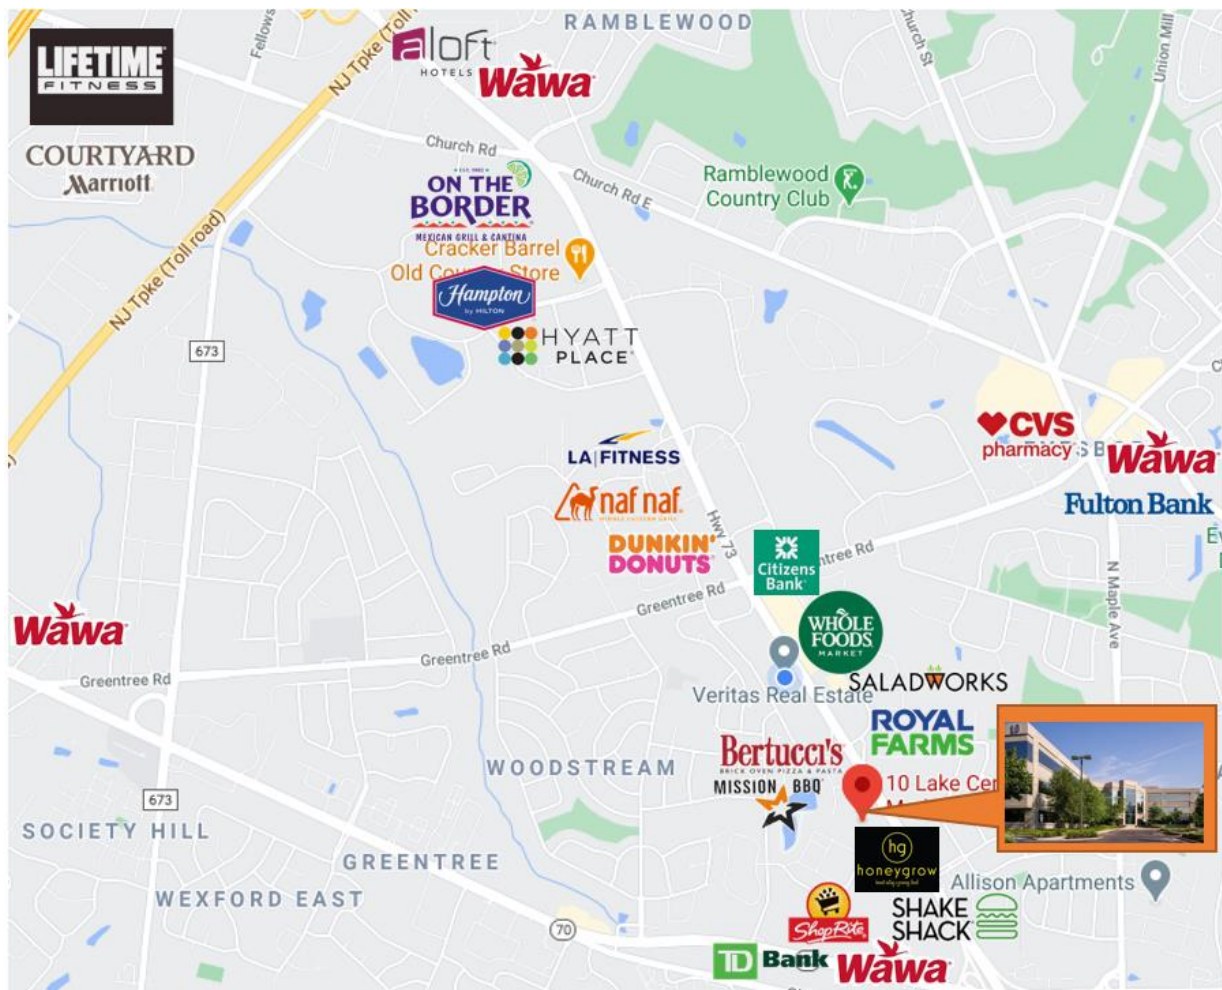 RAMBLEWOOD
Fellows
NJ Tpke (Toll
Church St
Union Mill
LIFETIME
FITNESS
aloft
HOTELS
Wawa
COURTYARD
Marriott
Church Rd
Church Rd E
Ramblewood
Country Club
ON THE
BORDER
MEXICAN GRILL & CANTINA
Cracker Barrel
Old Country Store
NJ Tpke (Toll road)
Hampton
by HILTON
HYATT
PLACE
673
CVS
pharmacy
Wawa
Fulton Bank
LA FITNESS
naf naf
DUNKIN'
DONUTS
Hwy 73
Citizens
Bank
Greentree Rd
N Maple Ave
WHOLE
FOODS
MARKET
Wawa
Greentree Rd
Greentree Rd
Greentree Rd
Veritas Real Estate
SALADWORKS
ROYAL
FARMS
Bertucci's
BRICK OVEN PIZZA & PASTA
MISSION BBQ
10 Lake Cen
WOODSTREAM
673
SOCIETY HILL
GREENTREE
WEXFORD EAST
hg
honeygrow
Allison Apartments
SHAKE
SHACK
ShopRite
70
TD Bank
Wawa